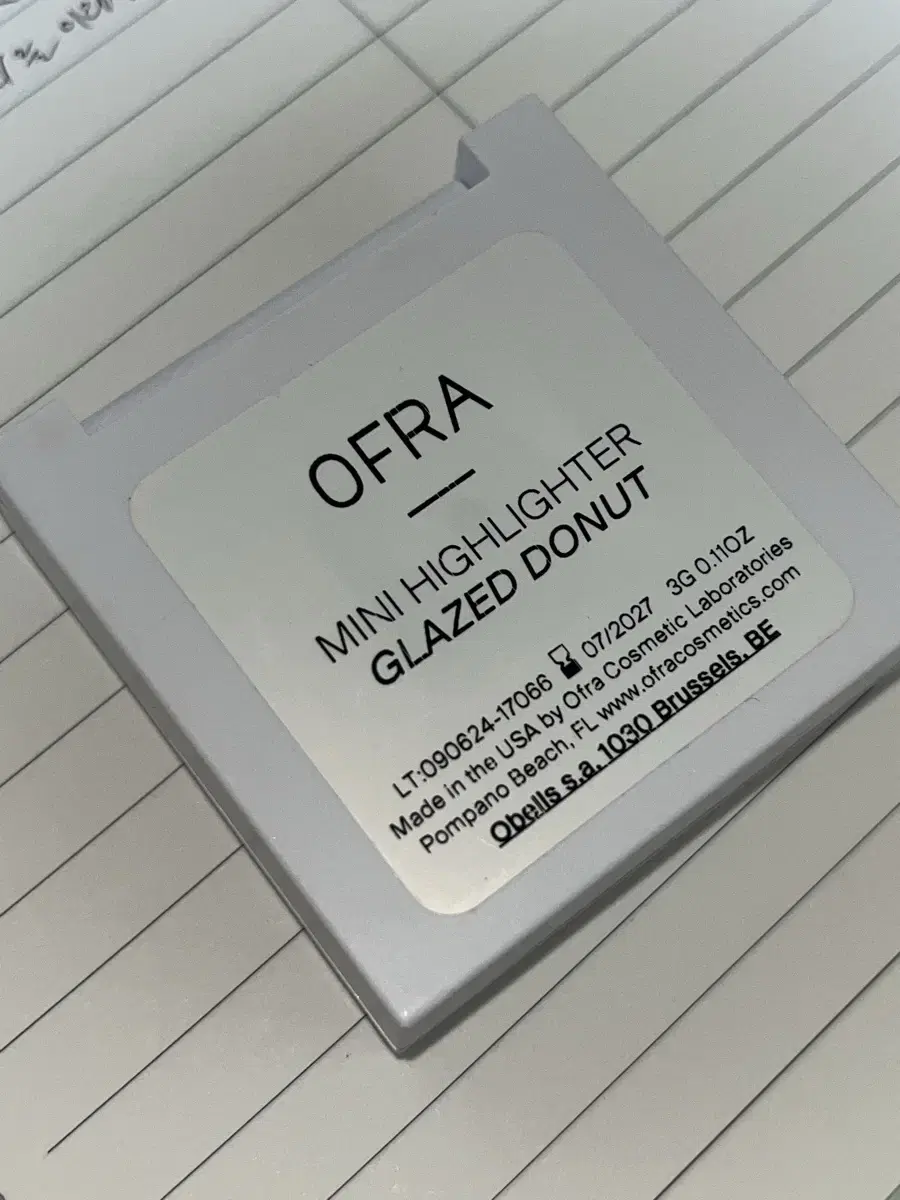 OFRA
MINI HIGHLIGHTER
GLAZED DONUT
LT:090624-17066 07/2027 3G 0.11OZ
Made in the USA by Ofra Cosmetic Laboratories
Pompano Beach, FL www.ofracosmetics.com
Obells s.a. 1030 Brussels. BE